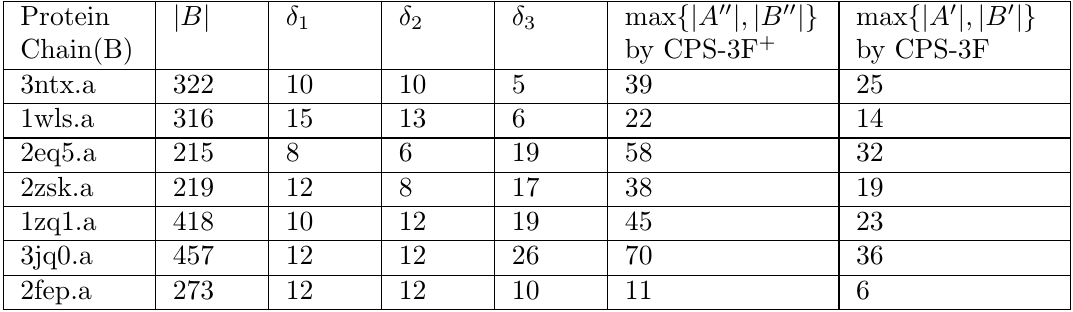 Protein Chain(B) | |B| | δ₁ | δ₂ | δ₃ | max{|A′′|, |B′′|} by CPS-3F⁺ | max{|A′|, |B′|} by CPS-3F
3ntx.a | 322 | 10 | 10 | 5 | 39 | 25
1wls.a | 316 | 15 | 13 | 6 | 22 | 14
2eq5.a | 215 | 8 | 6 | 19 | 58 | 32
2zsk.a | 219 | 12 | 8 | 17 | 38 | 19
1zq1.a | 418 | 10 | 12 | 19 | 45 | 23
3jq0.a | 457 | 12 | 12 | 26 | 70 | 36
2fep.a | 273 | 12 | 12 | 10 | 11 | 6